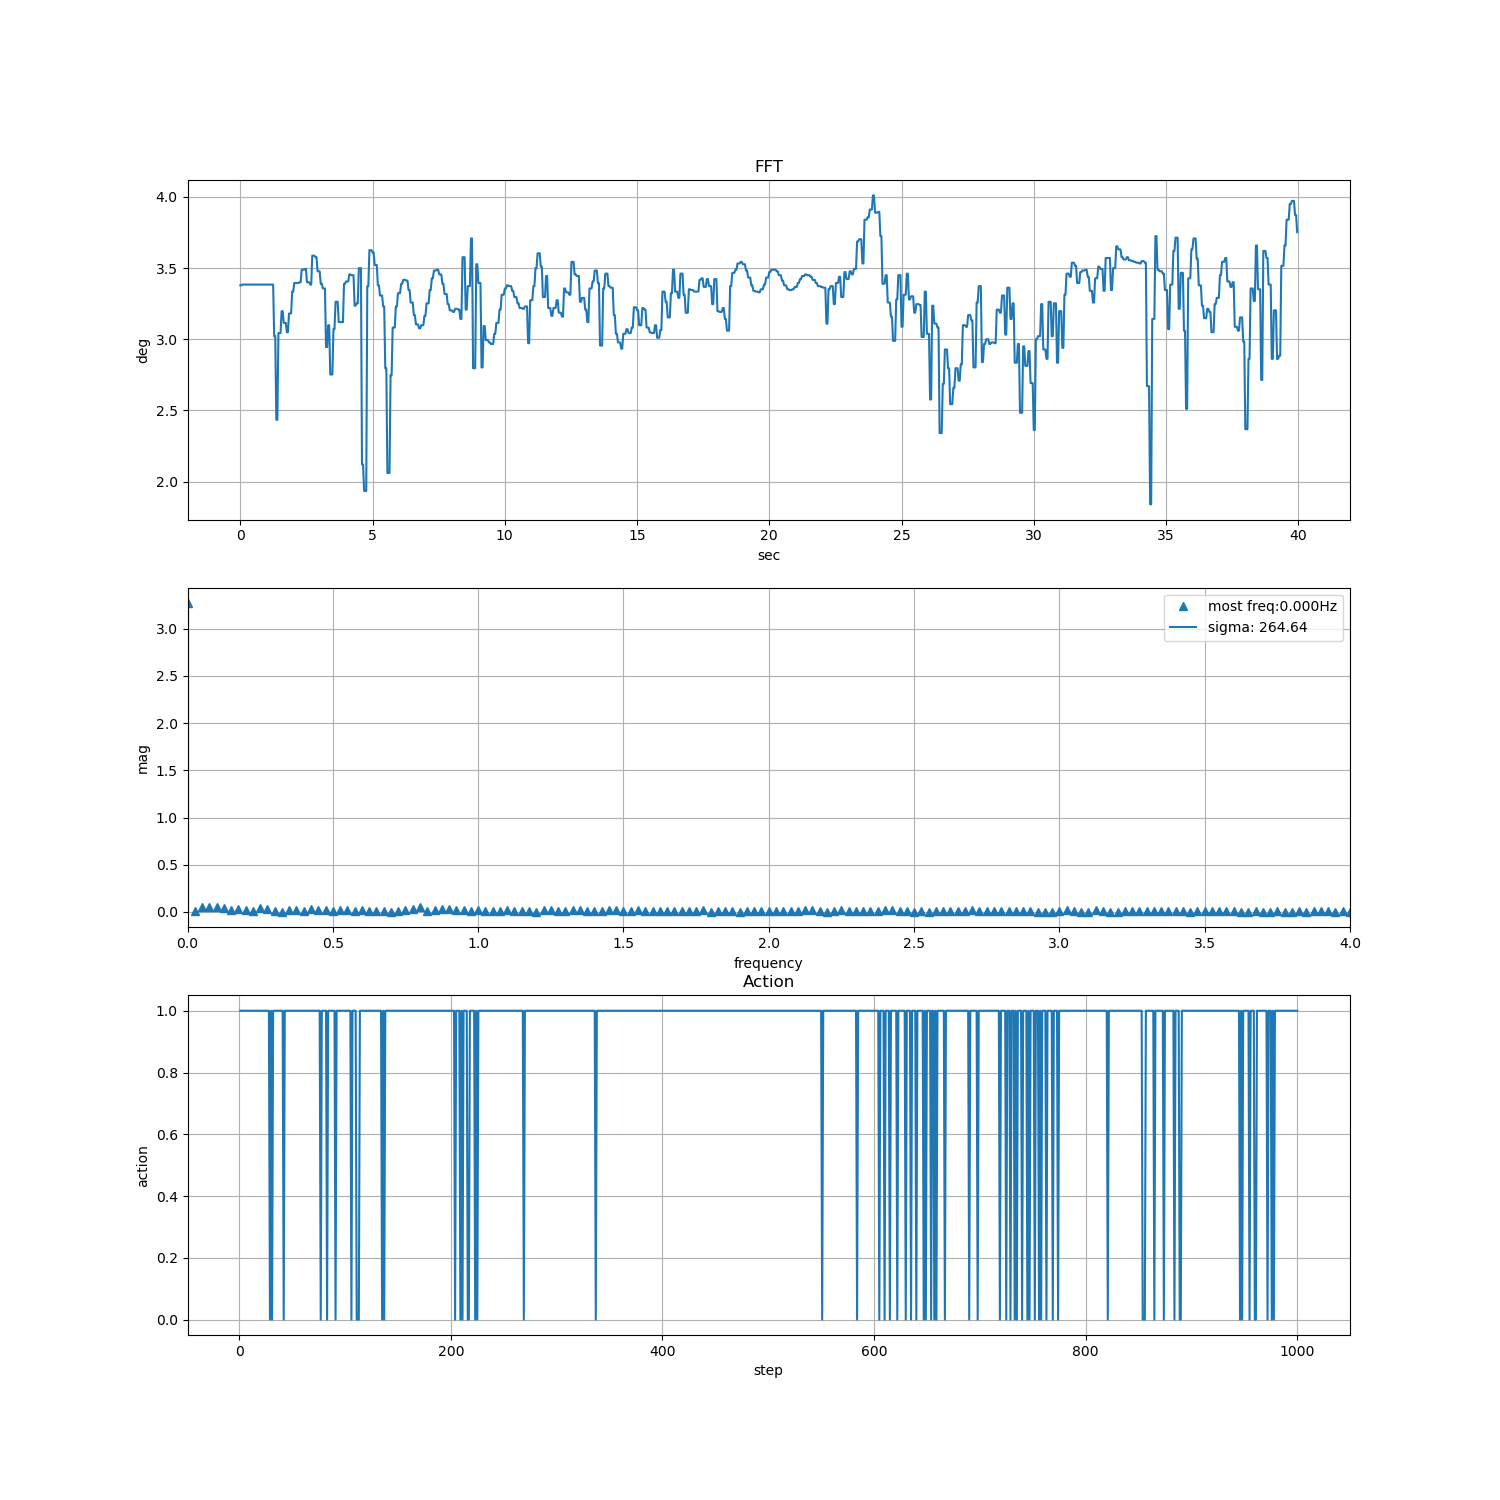 FFT
4.0
3.5
3.0
2.5
2.0
deg
0 5 10 15 20 25 30 35 40
sec
most freq:0.000Hz
sigma: 264.64
3.0
2.5
2.0
1.5
1.0
0.5
0.0
mag
0.0 0.5 1.0 1.5 2.0 2.5 3.0 3.5 4.0
frequency
Action
1.0
0.8
0.6
0.4
0.2
0.0
action
0 200 400 600 800 1000
step